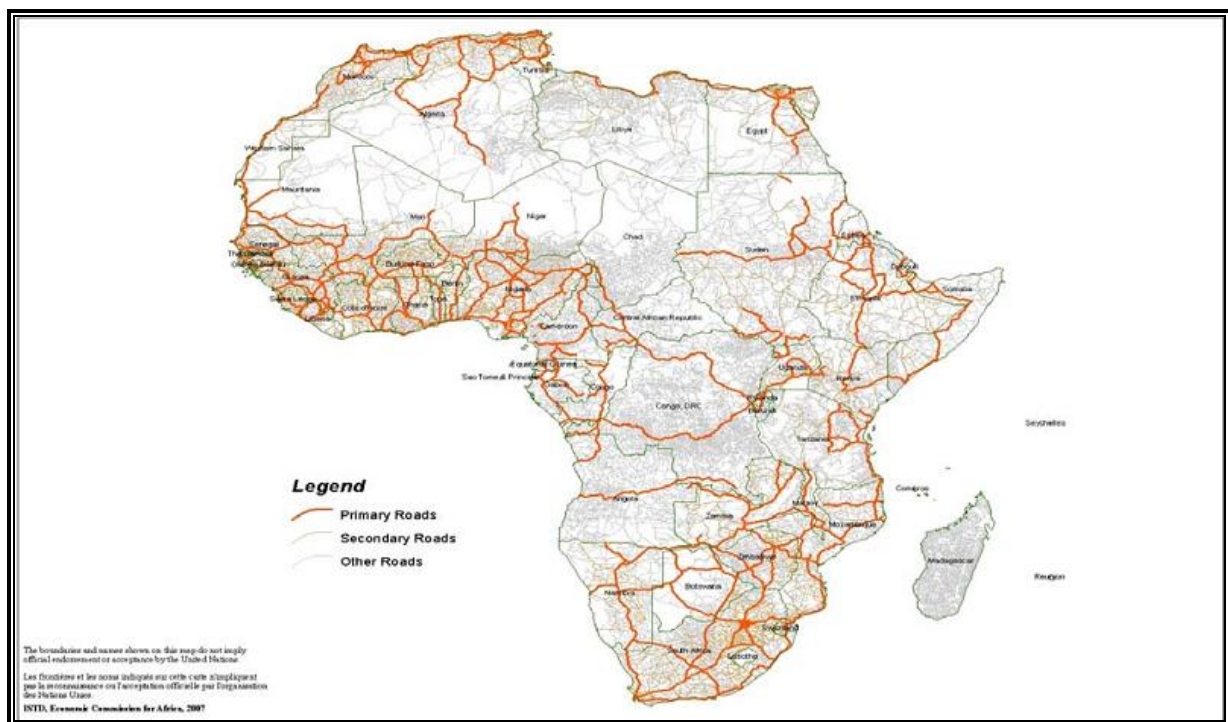 Tunisia
Morocco
Algeria
Libya
Egypt
Western Sahara
Mauritania
Mali
Niger
Chad
Sudan
Eritrea
Senegal
Djibouti
Burkina Faso
Guinea
Benin
Nigeria
Ethiopia
Somalia
Sierra Leone
Cote d'Ivoire
Ghana
Togo
Liberia
Central African Republic
Cameroon
Equatorial Guinea
Uganda
Kenya
Sao Tome& Principe
Gabon
Congo
Congo, DRC
Rwanda
Burundi
Seychelles
Tanzania
Legend
Comoros
Angola
Malawi
Primary Roads
Zambia
Mozambique
Secondary Roads
Other Roads
Zimbabwe
Madagascar
Botswana
Reunion
Namibia
Swaziland
South Africa
Lesotho
The boundaries and names shown on this map do not imply
official endorsement or acceptance by the United Nations.
Les frontières et les noms indiqués sur cette carte n'impliquent
pas la reconnaissance ou l'acceptation officielle par l'organisation
des Nations Unies.
ISTD, Economic Commission for Africa, 2007